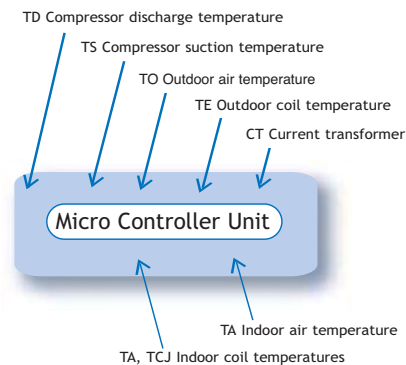 TD Compressor discharge temperature
TS Compressor suction temperature
TO Outdoor air temperature
TE Outdoor coil temperature
CT Current transformer
Micro Controller Unit
TA Indoor air temperature
TA, TCJ Indoor coil temperatures